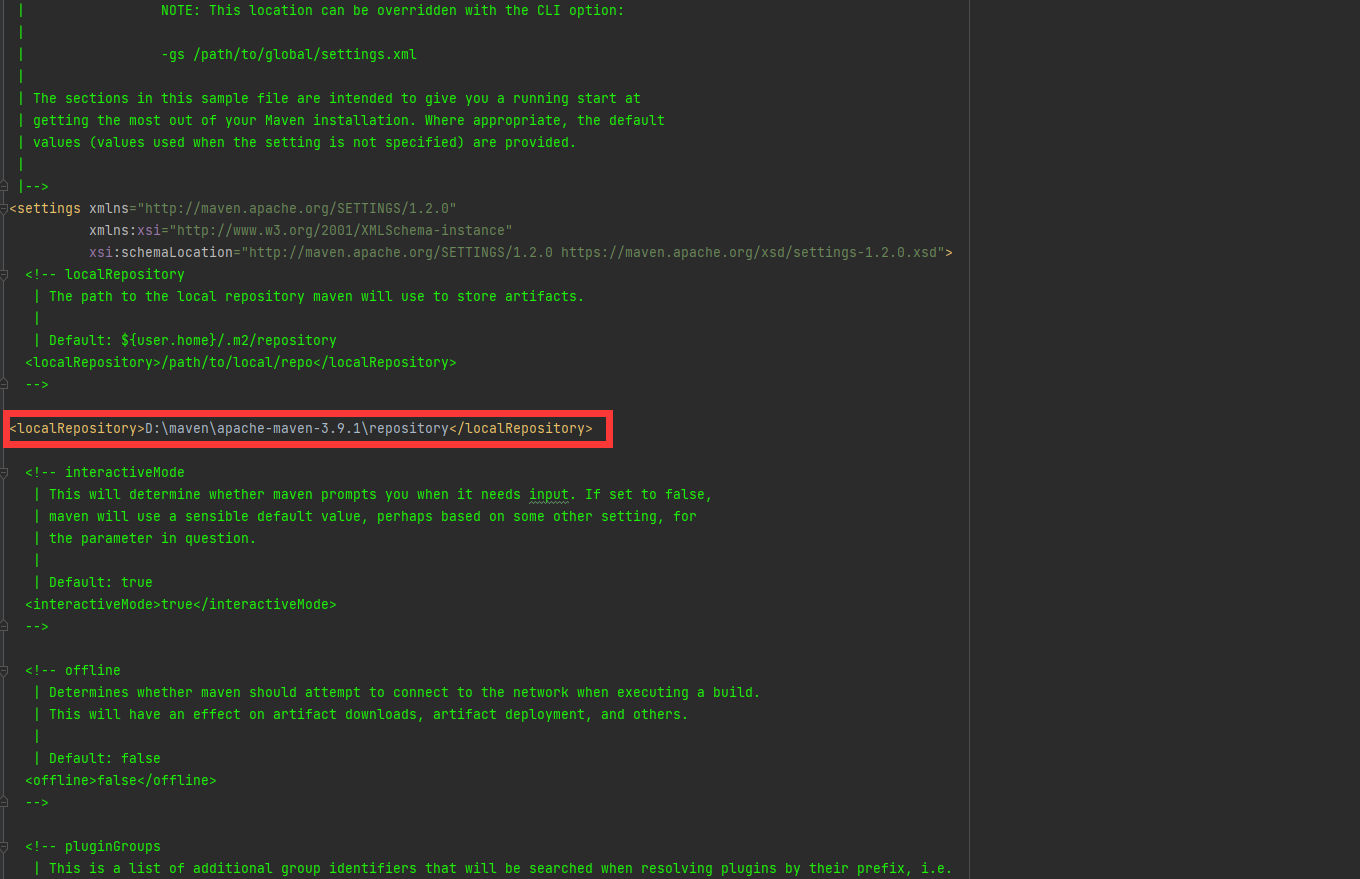 |                 NOTE: This location can be overridden with the CLI option:
|
|                 -gs /path/to/global/settings.xml
|
| The sections in this sample file are intended to give you a running start at
| getting the most out of your Maven installation. Where appropriate, the default
| values (values used when the setting is not specified) are provided.
|
|-->
<settings xmlns="http://maven.apache.org/SETTINGS/1.2.0"
          xmlns:xsi="http://www.w3.org/2001/XMLSchema-instance"
          xsi:schemaLocation="http://maven.apache.org/SETTINGS/1.2.0 https://maven.apache.org/xsd/settings-1.2.0.xsd">
  <!-- localRepository
   | The path to the local repository maven will use to store artifacts.
   |
   | Default: ${user.home}/.m2/repository
  <localRepository>/path/to/local/repo</localRepository>
  -->
<localRepository>D:\maven\apache-maven-3.9.1\repository</localRepository>
  <!-- interactiveMode
   | This will determine whether maven prompts you when it needs input. If set to false,
   | maven will use a sensible default value, perhaps based on some other setting, for
   | the parameter in question.
   |
   | Default: true
  <interactiveMode>true</interactiveMode>
  -->
  <!-- offline
   | Determines whether maven should attempt to connect to the network when executing a build.
   | This will have an effect on artifact downloads, artifact deployment, and others.
   |
   | Default: false
  <offline>false</offline>
  -->
  <!-- pluginGroups
   | This is a list of additional group identifiers that will be searched when resolving plugins by their prefix, i.e.